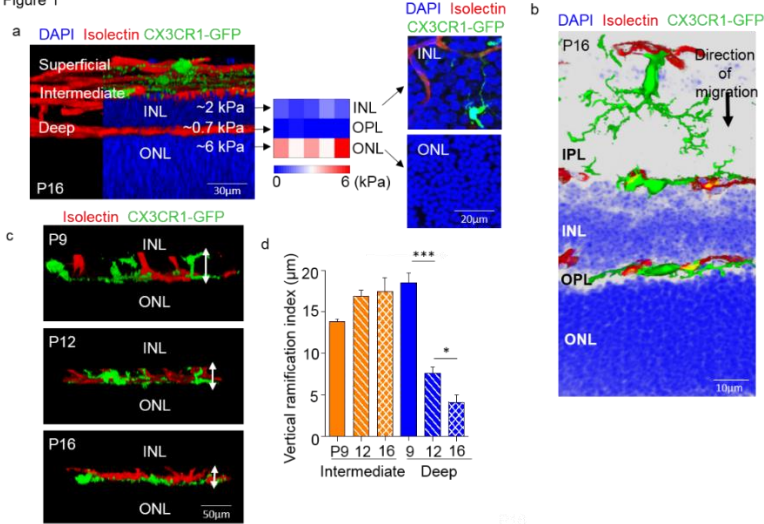 Figure 1
a
DAPI Isolectin CX3CR1-GFP
Superficial
Intermediate
INL
Deep
ONL
P16
30µm
~2 kPa
~0.7 kPa
~6 kPa
INL
OPL
ONL
0 6 (kPa)
DAPI Isolectin
CX3CR1-GFP
INL
ONL
20µm
b
DAPI Isolectin CX3CR1-GFP
P16
Direction
of
migration
IPL
INL
OPL
ONL
10µm
c
Isolectin CX3CR1-GFP
P9
INL
ONL
P12
INL
ONL
P16
INL
ONL
50µm
d
Vertical ramification index (µm)
20
15
10
5
0
***
*
P9 12 16 9 12 16
Intermediate Deep